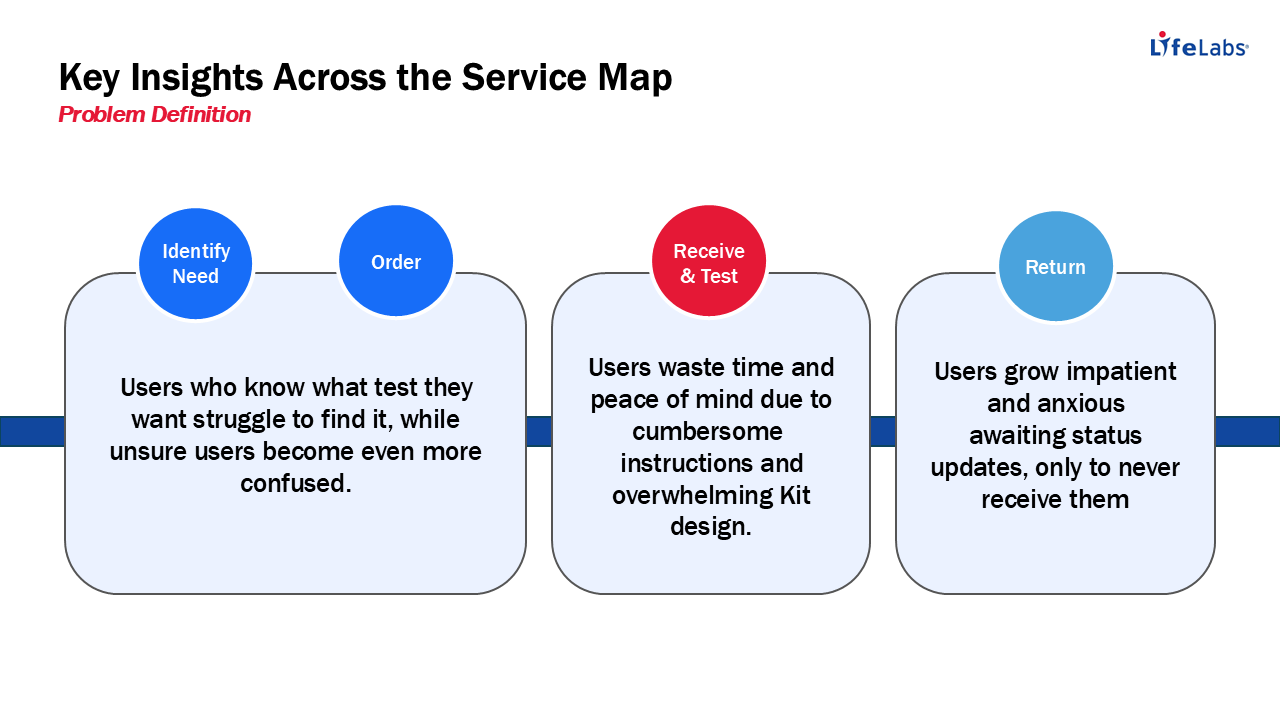 LifeLabs®
Key Insights Across the Service Map
Problem Definition
Identify
Need
Order
Users who know what test they
want struggle to find it, while
unsure users become even more
confused.
Receive
& Test
Users waste time and
peace of mind due to
cumbersome
instructions and
overwhelming Kit
design.
Return
Users grow impatient
and anxious
awaiting status
updates, only to never
receive them